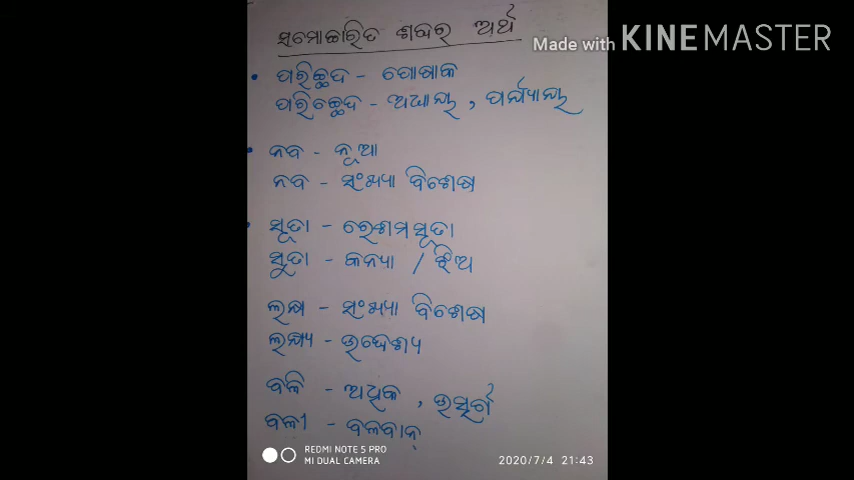 ସମୋଚ୍ଚାରିତ ଶବ୍ଦର ଅର୍ଥ
Made with KINEMASTER
• ପରିଚ୍ଛଦ - ପୋଷାକ
ପରିଚ୍ଛେଦ - ଅଧ୍ୟାୟ, ପର୍ଯ୍ୟାୟ
• ନବ - ନୂଆ
ନବ - ସଂଖ୍ୟା ବିଶେଷ
• ସୂତା - ରେଶମ ସୂତା
ସୁତା - କନ୍ୟା / ଝିଅ
ଲକ୍ଷ - ସଂଖ୍ୟା ବିଶେଷ
ଲକ୍ଷ୍ୟ - ଉଦ୍ଦେଶ୍ୟ
ବଳି - ଅଧିକ, ଉତ୍ସର୍ଗ
ବଳୀ - ବଳବାନ୍
REDMI NOTE 5 PRO
MI DUAL CAMERA
2020/7/4 21:43